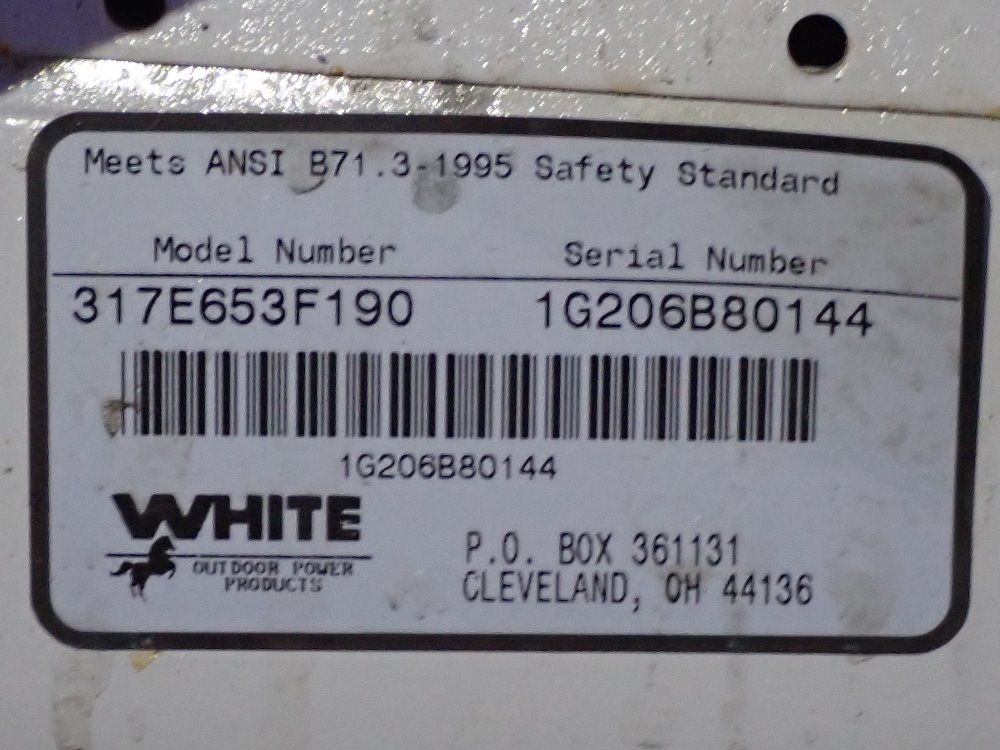 Meets ANSI B71.3-1995 Safety Standard
Model Number Serial Number
317E653F190 1G206B80144
1G206B80144
WHITE
OUTDOOR POWER
PRODUCTS
P.O. BOX 361131
CLEVELAND, OH 44136